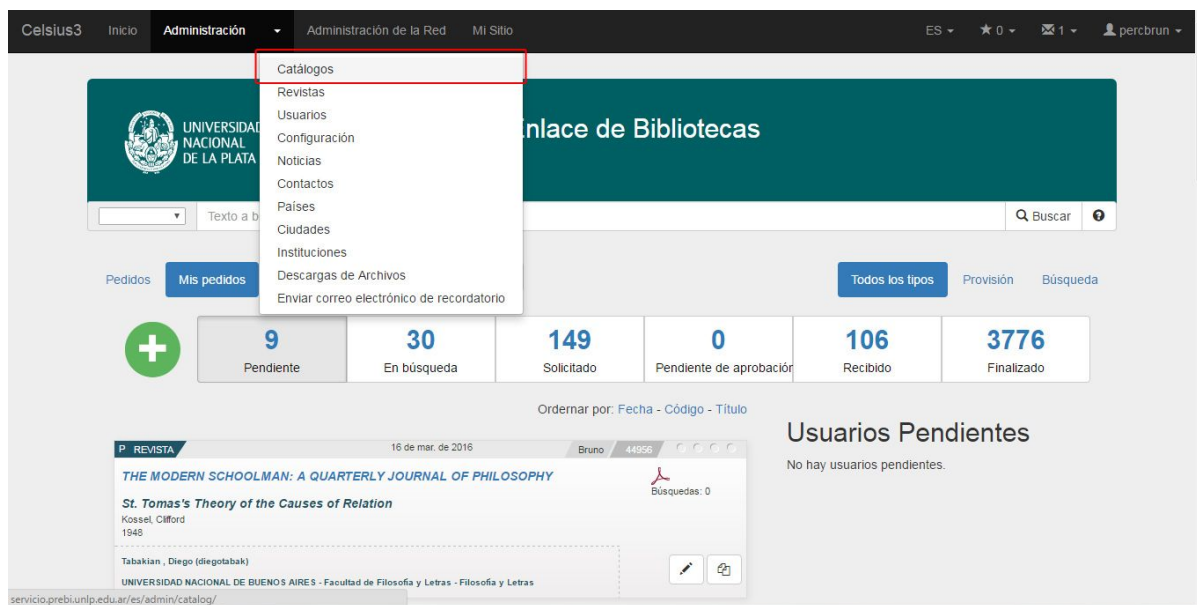 Celsius3 Inicio Administración Administración de la Red Mi Sitio ES 0 1 percbrun
Catálogos
Revistas
Usuarios
Configuración
Noticias
Contactos
Países
Ciudades
Instituciones
Descargas de Archivos
Enviar correo electrónico de recordatorio
UNIVERSIDAD
NACIONAL
DE LA PLATA
nlace de Bibliotecas
Texto a b Buscar
Pedidos Mis pedidos Todos los tipos Provisión Búsqueda
9 30 149 0 106 3776
Pendiente En búsqueda Solicitado Pendiente de aprobación Recibido Finalizado
Ordernar por: Fecha - Código - Título
Usuarios Pendientes
No hay usuarios pendientes.
P REVISTA 16 de mar. de 2016 Bruno 44956
THE MODERN SCHOOLMAN: A QUARTERLY JOURNAL OF PHILOSOPHY
Búsquedas: 0
St. Tomas's Theory of the Causes of Relation
Kossel, Clifford
1948
Tabakian , Diego (diegotabak)
UNIVERSIDAD NACIONAL DE BUENOS AIRES - Facultad de Filosofia y Letras - Filosofia y Letras
servicio.prebi.unlp.edu.ar/es/admin/catalog/